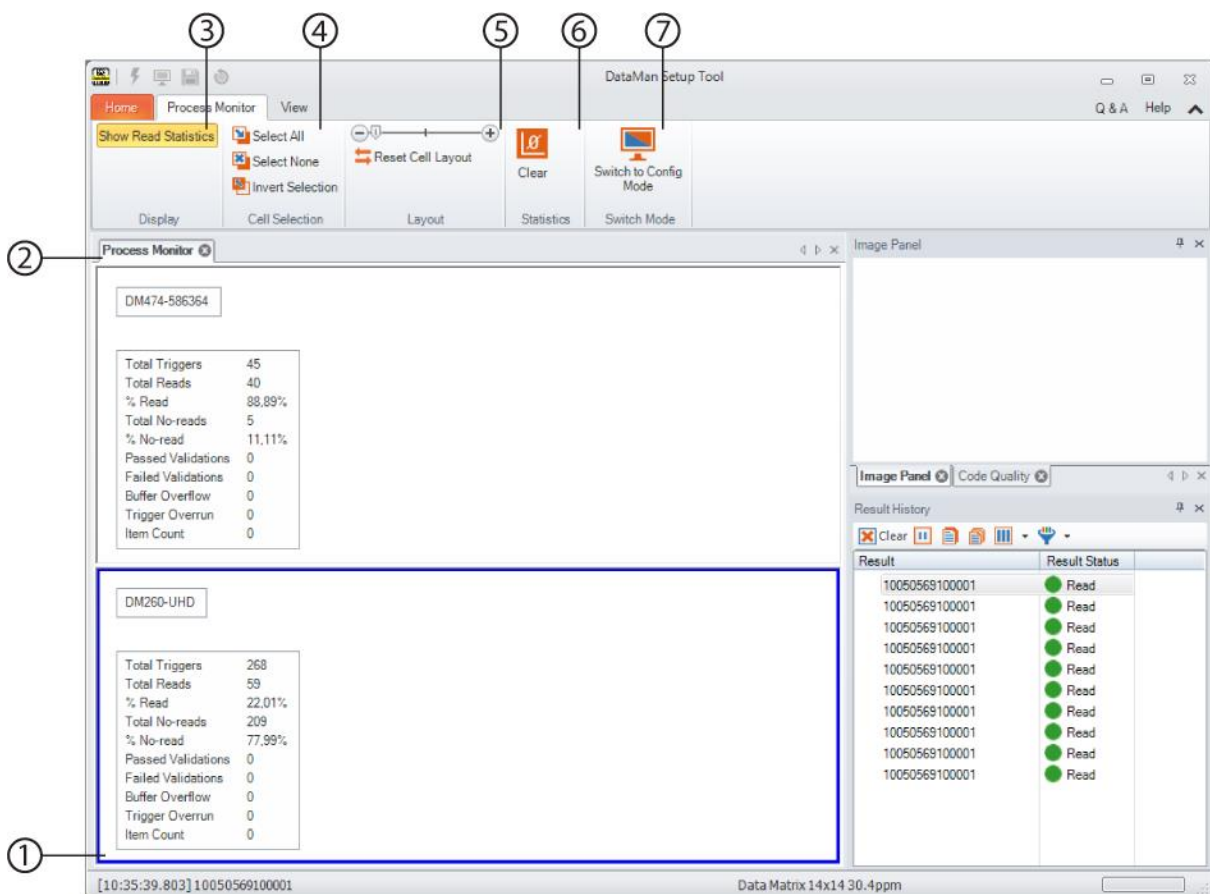 ③ ④ ⑤ ⑥ ⑦
DataMan Setup Tool
Home Process Monitor View Q & A Help
Show Read Statistics
Select All
Select None
Invert Selection
Reset Cell Layout
Clear
Switch to Config
Mode
Display Cell Selection Layout Statistics Switch Mode
②
Process Monitor
DM474-586364
Total Triggers 45
Total Reads 40
% Read 88,89%
Total No-reads 5
% No-read 11,11%
Passed Validations 0
Failed Validations 0
Buffer Overflow 0
Trigger Overrun 0
Item Count 0
DM260-UHD
Total Triggers 268
Total Reads 59
% Read 22,01%
Total No-reads 209
% No-read 77,99%
Passed Validations 0
Failed Validations 0
Buffer Overflow 0
Trigger Overrun 0
Item Count 0
①
Image Panel
Image Panel Code Quality
Result History
Clear
Result Result Status
10050569100001 Read
10050569100001 Read
10050569100001 Read
10050569100001 Read
10050569100001 Read
10050569100001 Read
10050569100001 Read
10050569100001 Read
10050569100001 Read
10050569100001 Read
[10:35:39.803] 10050569100001 Data Matrix 14x14 30.4ppm